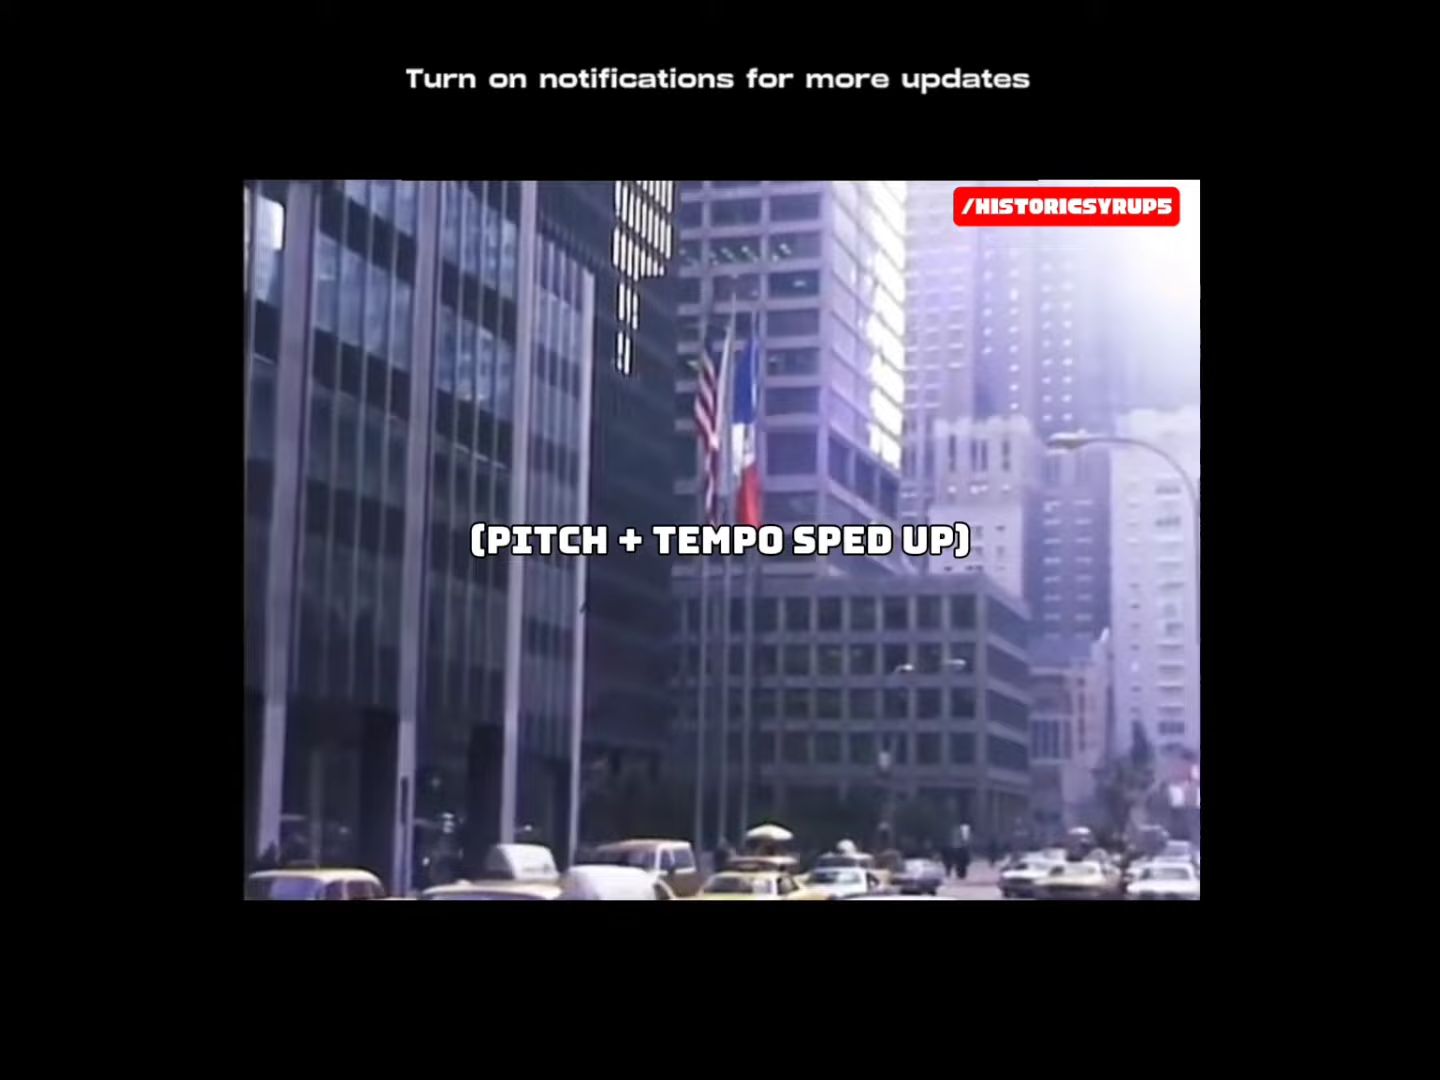 Turn on notifications for more updates
/HISTORICSYRUP5
(PITCH + TEMPO SPED UP)